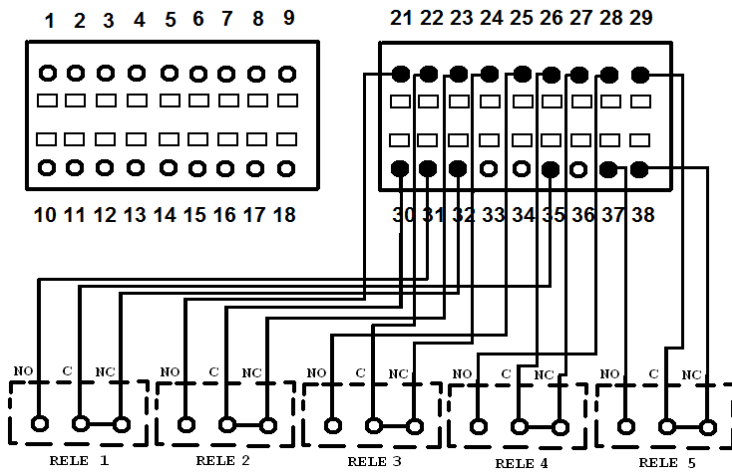 1 2 3 4 5 6 7 8 9
21 22 23 24 25 26 27 28 29
10 11 12 13 14 15 16 17 18
30 31 32 33 34 35 36 37 38
NO C NC
NO C NC
NO C NC
NO C NC
NO C NC
RELE 1
RELE 2
RELE 3
RELE 4
RELE 5